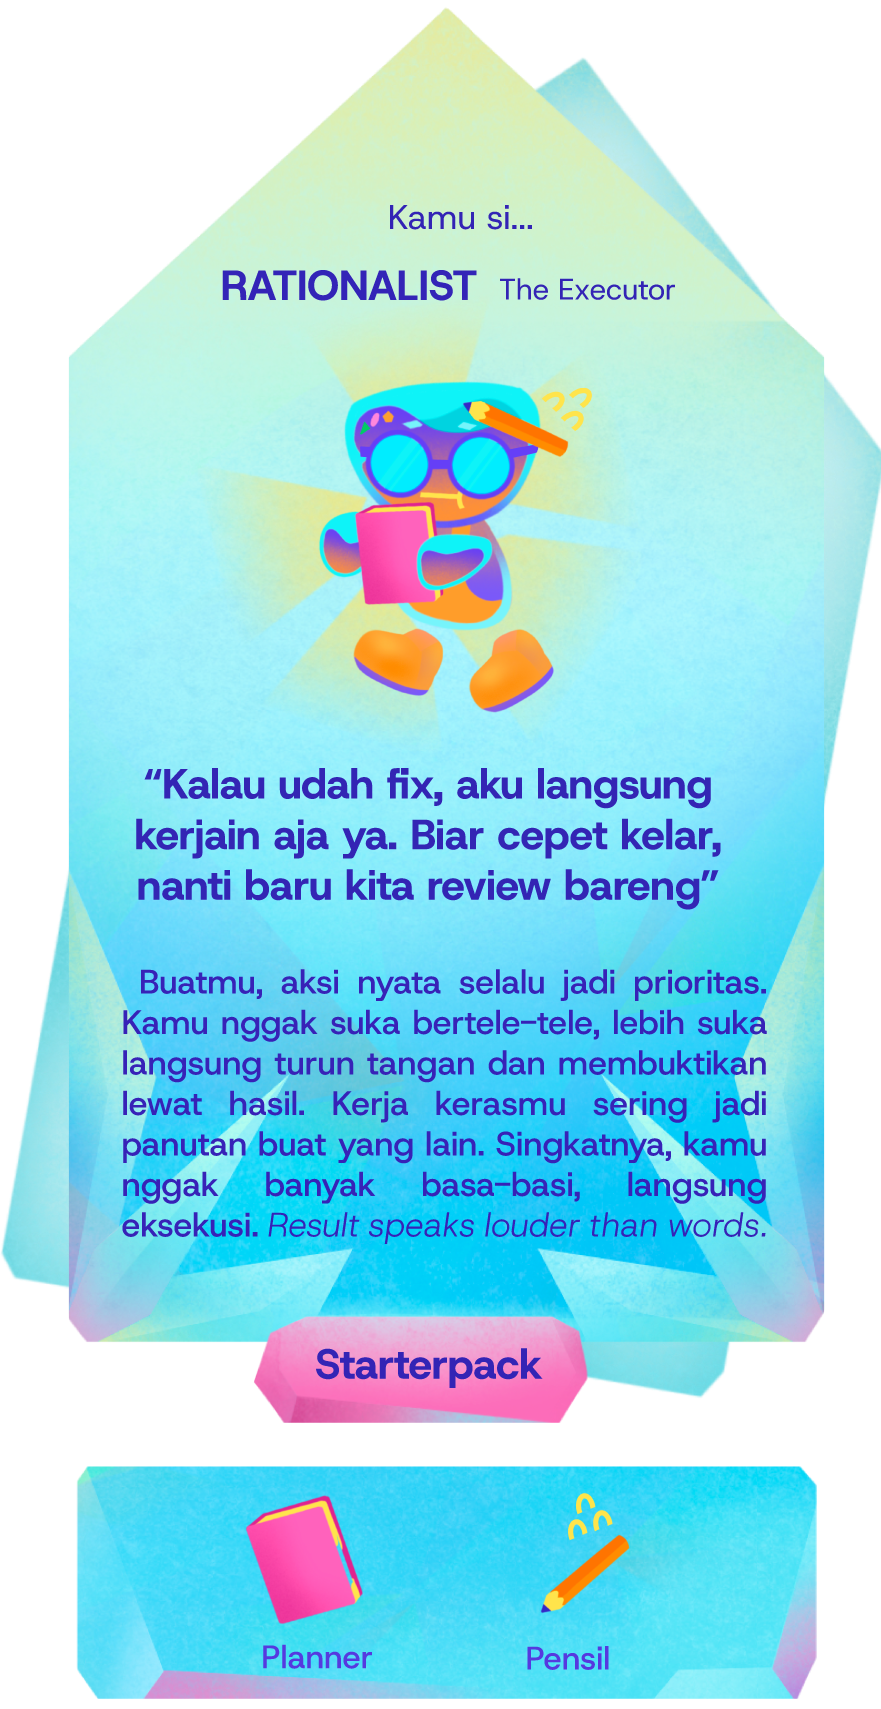 Kamu si...
RATIONALIST The Executor
“Kalau udah fix, aku langsung
kerjain aja ya. Biar cepet kelar,
nanti baru kita review bareng”
Buatmu, aksi nyata selalu jadi prioritas.
Kamu nggak suka bertele-tele, lebih suka
langsung turun tangan dan membuktikan
lewat hasil. Kerja kerasmu sering jadi
panutan buat yang lain. Singkatnya, kamu
nggak banyak basa-basi, langsung
eksekusi. Result speaks louder than words.
Starterpack
Planner Pensil